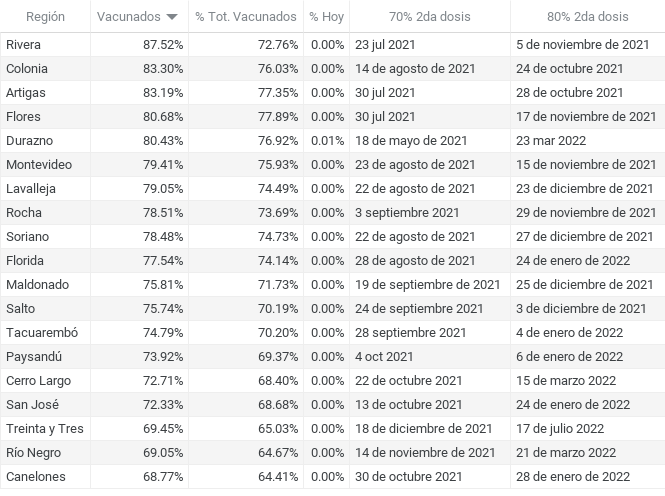 Región Vacunados % Tot. Vacunados % Hoy 70% 2da dosis 80% 2da dosis
Rivera 87.52% 72.76% 0.00% 23 jul 2021 5 de noviembre de 2021
Colonia 83.30% 76.03% 0.00% 14 de agosto de 2021 24 de octubre 2021
Artigas 83.19% 77.35% 0.00% 30 jul 2021 28 de octubre 2021
Flores 80.68% 77.89% 0.00% 30 jul 2021 17 de noviembre de 2021
Durazno 80.43% 76.92% 0.01% 18 de mayo de 2021 23 mar 2022
Montevideo 79.41% 75.93% 0.00% 23 de agosto de 2021 15 de noviembre de 2021
Lavalleja 79.05% 74.49% 0.00% 22 de agosto de 2021 23 de diciembre de 2021
Rocha 78.51% 73.69% 0.00% 3 septiembre 2021 29 de noviembre de 2021
Soriano 78.48% 74.73% 0.00% 22 de agosto de 2021 27 de diciembre de 2021
Florida 77.54% 74.14% 0.00% 28 de agosto de 2021 24 de enero de 2022
Maldonado 75.81% 71.73% 0.00% 19 de septiembre de 2021 25 de diciembre de 2021
Salto 75.74% 70.19% 0.00% 24 de septiembre 2021 3 de diciembre de 2021
Tacuarembó 74.79% 70.20% 0.00% 28 septiembre 2021 4 de enero de 2022
Paysandú 73.92% 69.37% 0.00% 4 oct 2021 6 de enero de 2022
Cerro Largo 72.71% 68.40% 0.00% 22 de octubre 2021 15 de marzo 2022
San José 72.33% 68.68% 0.00% 13 de octubre 2021 24 de enero de 2022
Treinta y Tres 69.45% 65.03% 0.00% 18 de diciembre de 2021 17 de julio 2022
Río Negro 69.05% 64.67% 0.00% 14 de noviembre de 2021 21 de marzo 2022
Canelones 68.77% 64.41% 0.00% 30 de octubre 2021 28 de enero de 2022